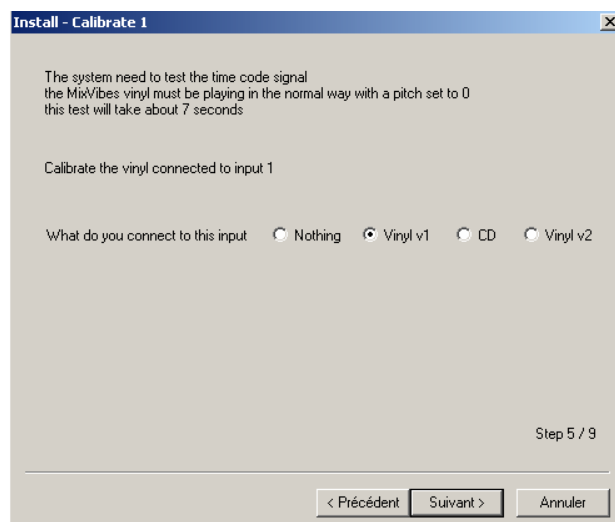 Install - Calibrate 1
The system need to test the time code signal
the MixVibes vinyl must be playing in the normal way with a pitch set to 0
this test will take about 7 seconds
Calibrate the vinyl connected to input 1
What do you connect to this input Nothing Vinyl v1 CD Vinyl v2
Step 5 / 9
< Précédent Suivant > Annuler